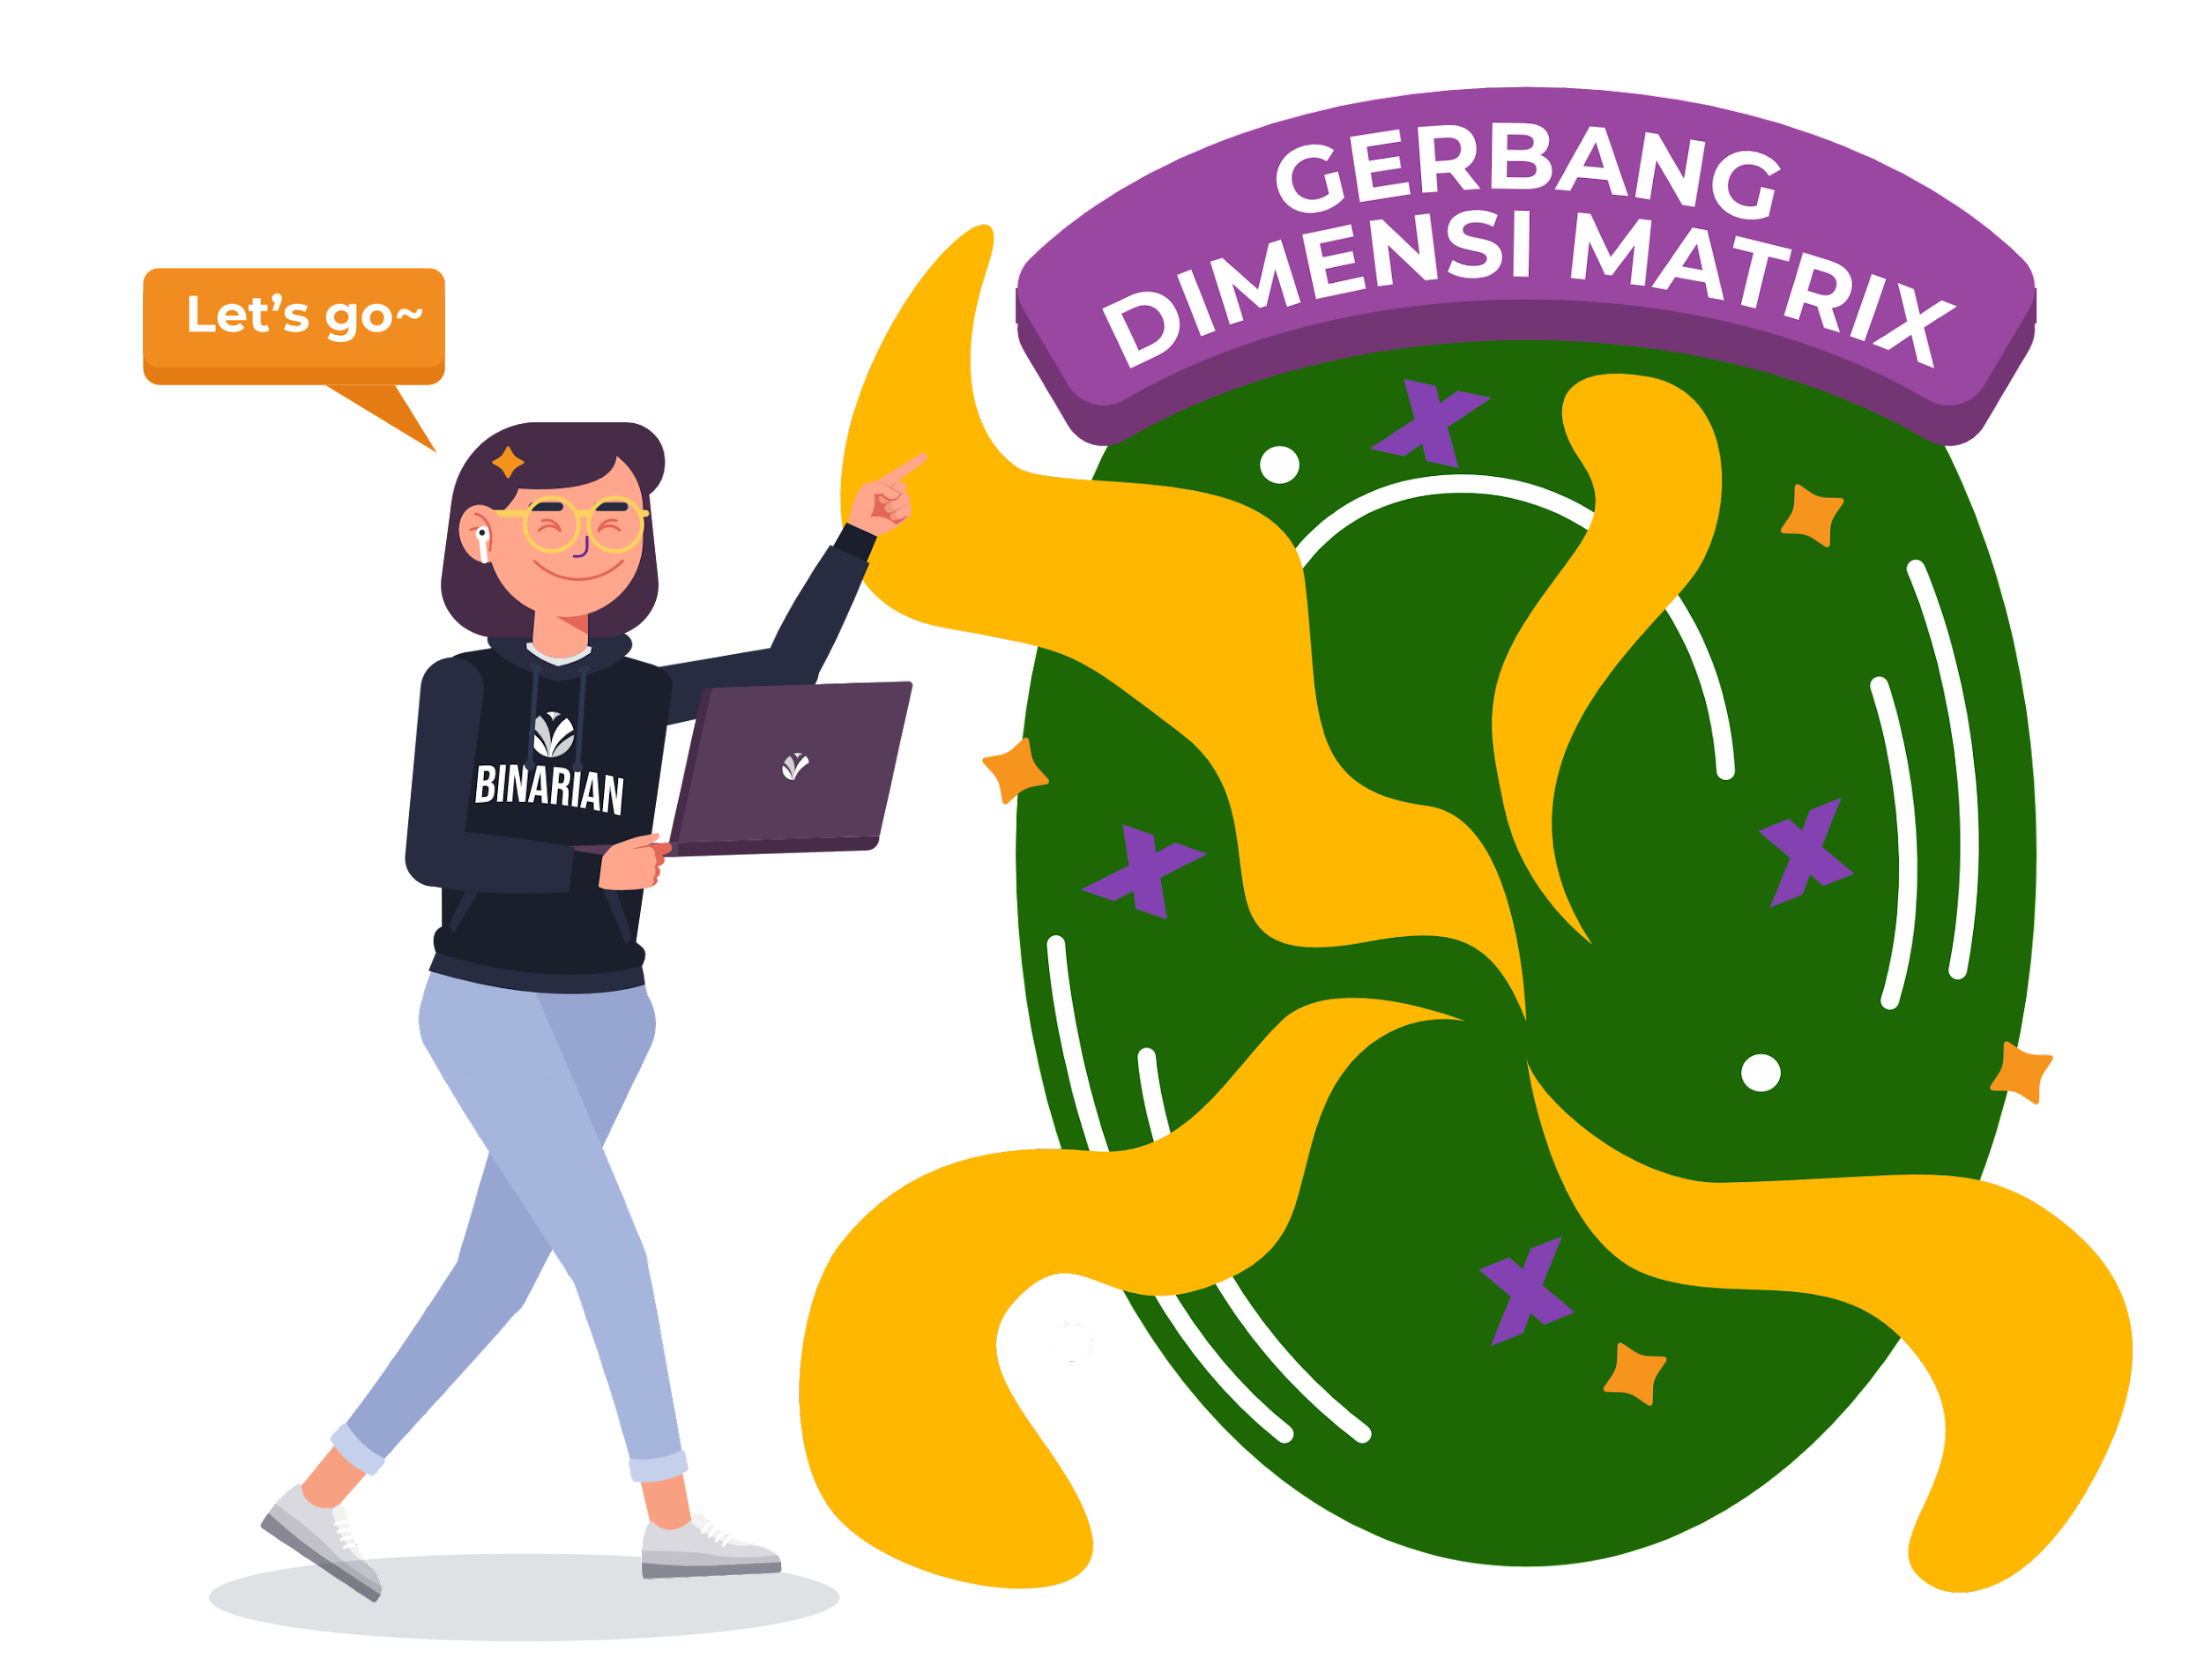 GERBANG
DIMENSI MATRIX
Let's go~
BINARIAN